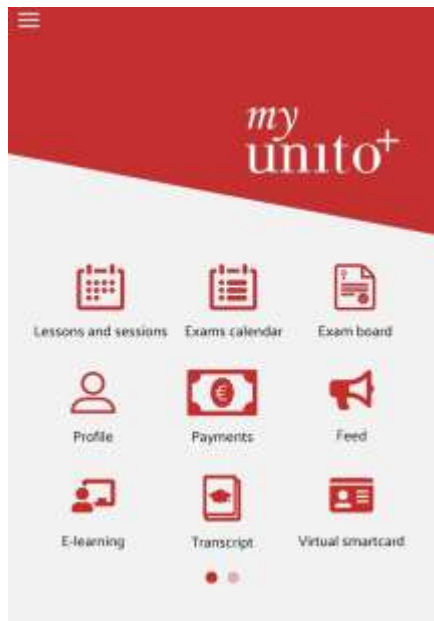 my
unito+
Lessons and sessions Exams calendar Exam board
Profile Payments Feed
E-learning Transcript Virtual smartcard